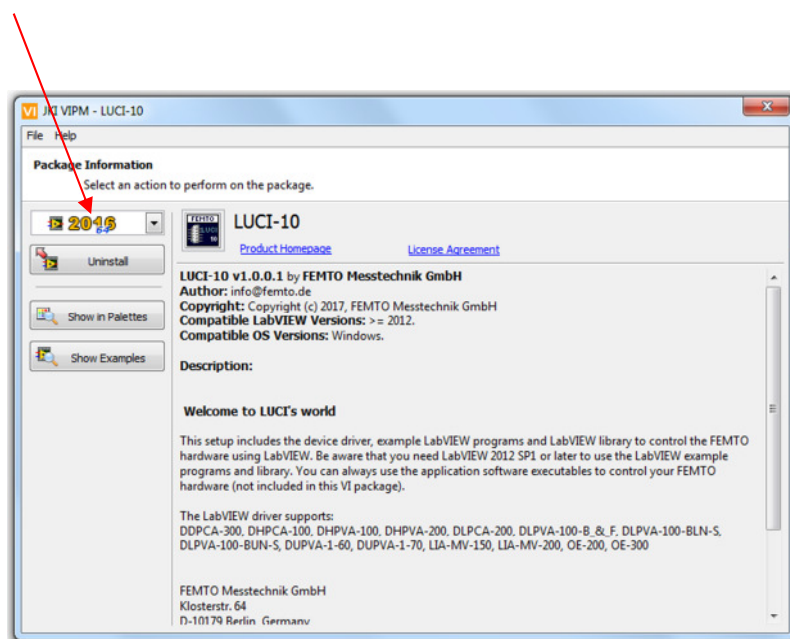 JKI VIPM - LUCI-10
File Help
Package Information
Select an action to perform on the package.
2016
64
Uninstall
Show in Palettes
Show Examples
FEMTO
LUCI
10
LUCI-10
Product Homepage License Agreement
LUCI-10 v1.0.0.1 by FEMTO Messtechnik GmbH
Author: info@femto.de
Copyright: Copyright (c) 2017, FEMTO Messtechnik GmbH
Compatible LabVIEW Versions: >= 2012.
Compatible OS Versions: Windows.
Description:
Welcome to LUCI's world
This setup includes the device driver, example LabVIEW programs and LabVIEW library to control the FEMTO
hardware using LabVIEW. Be aware that you need LabVIEW 2012 SP1 or later to use the LabVIEW example
programs and library. You can always use the application software executables to control your FEMTO
hardware (not included in this VI package).
The LabVIEW driver supports:
DDPCA-300, DHPCA-100, DHPVA-100, DHPVA-200, DLPCA-200, DLPVA-100-B_&_F, DLPVA-100-BLN-S,
DLPVA-100-BUN-S, DUPVA-1-60, DUPVA-1-70, LIA-MV-150, LIA-MV-200, OE-200, OE-300
FEMTO Messtechnik GmbH
Klosterstr. 64
D-10179 Berlin, Germany